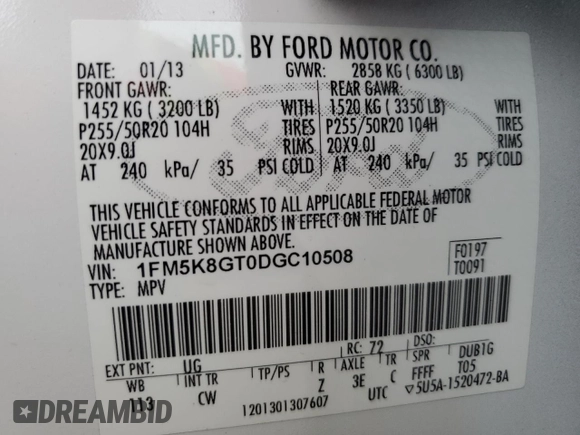 MFD. BY FORD MOTOR CO.
DATE: 01/13 GVWR: 2858 KG ( 6300 LB)
FRONT GAWR: REAR GAWR:
1452 KG ( 3200 LB) WITH 1520 KG ( 3350 LB) WITH
P255/50R20 104H TIRES P255/50R20 104H TIRES
20X9.0J RIMS 20X9.0J RIMS
AT 240 kPa/ 35 PSI COLD AT 240 kPa/ 35 PSI COLD
THIS VEHICLE CONFORMS TO ALL APPLICABLE FEDERAL MOTOR
VEHICLE SAFETY STANDARDS IN EFFECT ON THE DATE OF
MANUFACTURE SHOWN ABOVE.
VIN: 1FM5K8GT0DGC10508 F0197
TYPE: MPV T0091
EXT PNT: UG RC: 72 DSO:
WB INT TR TP/PS R AXLE TR SPR DUB1G
113 CW Z 3E C FFFF T05
1201301307607 UTC ▽5U5A-1520472-BA
Ford
DREAMBID